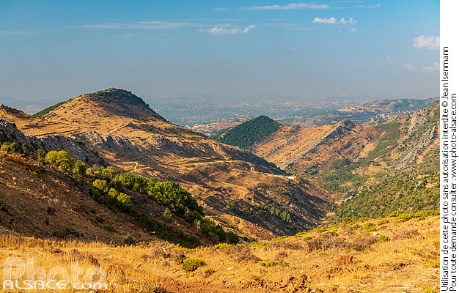 Photo
ALSACE.com
Utilisation de cette photo sans autorisation interdite © Jean Isenmann
Pour toute demande consulter : www.photo-alsace.com